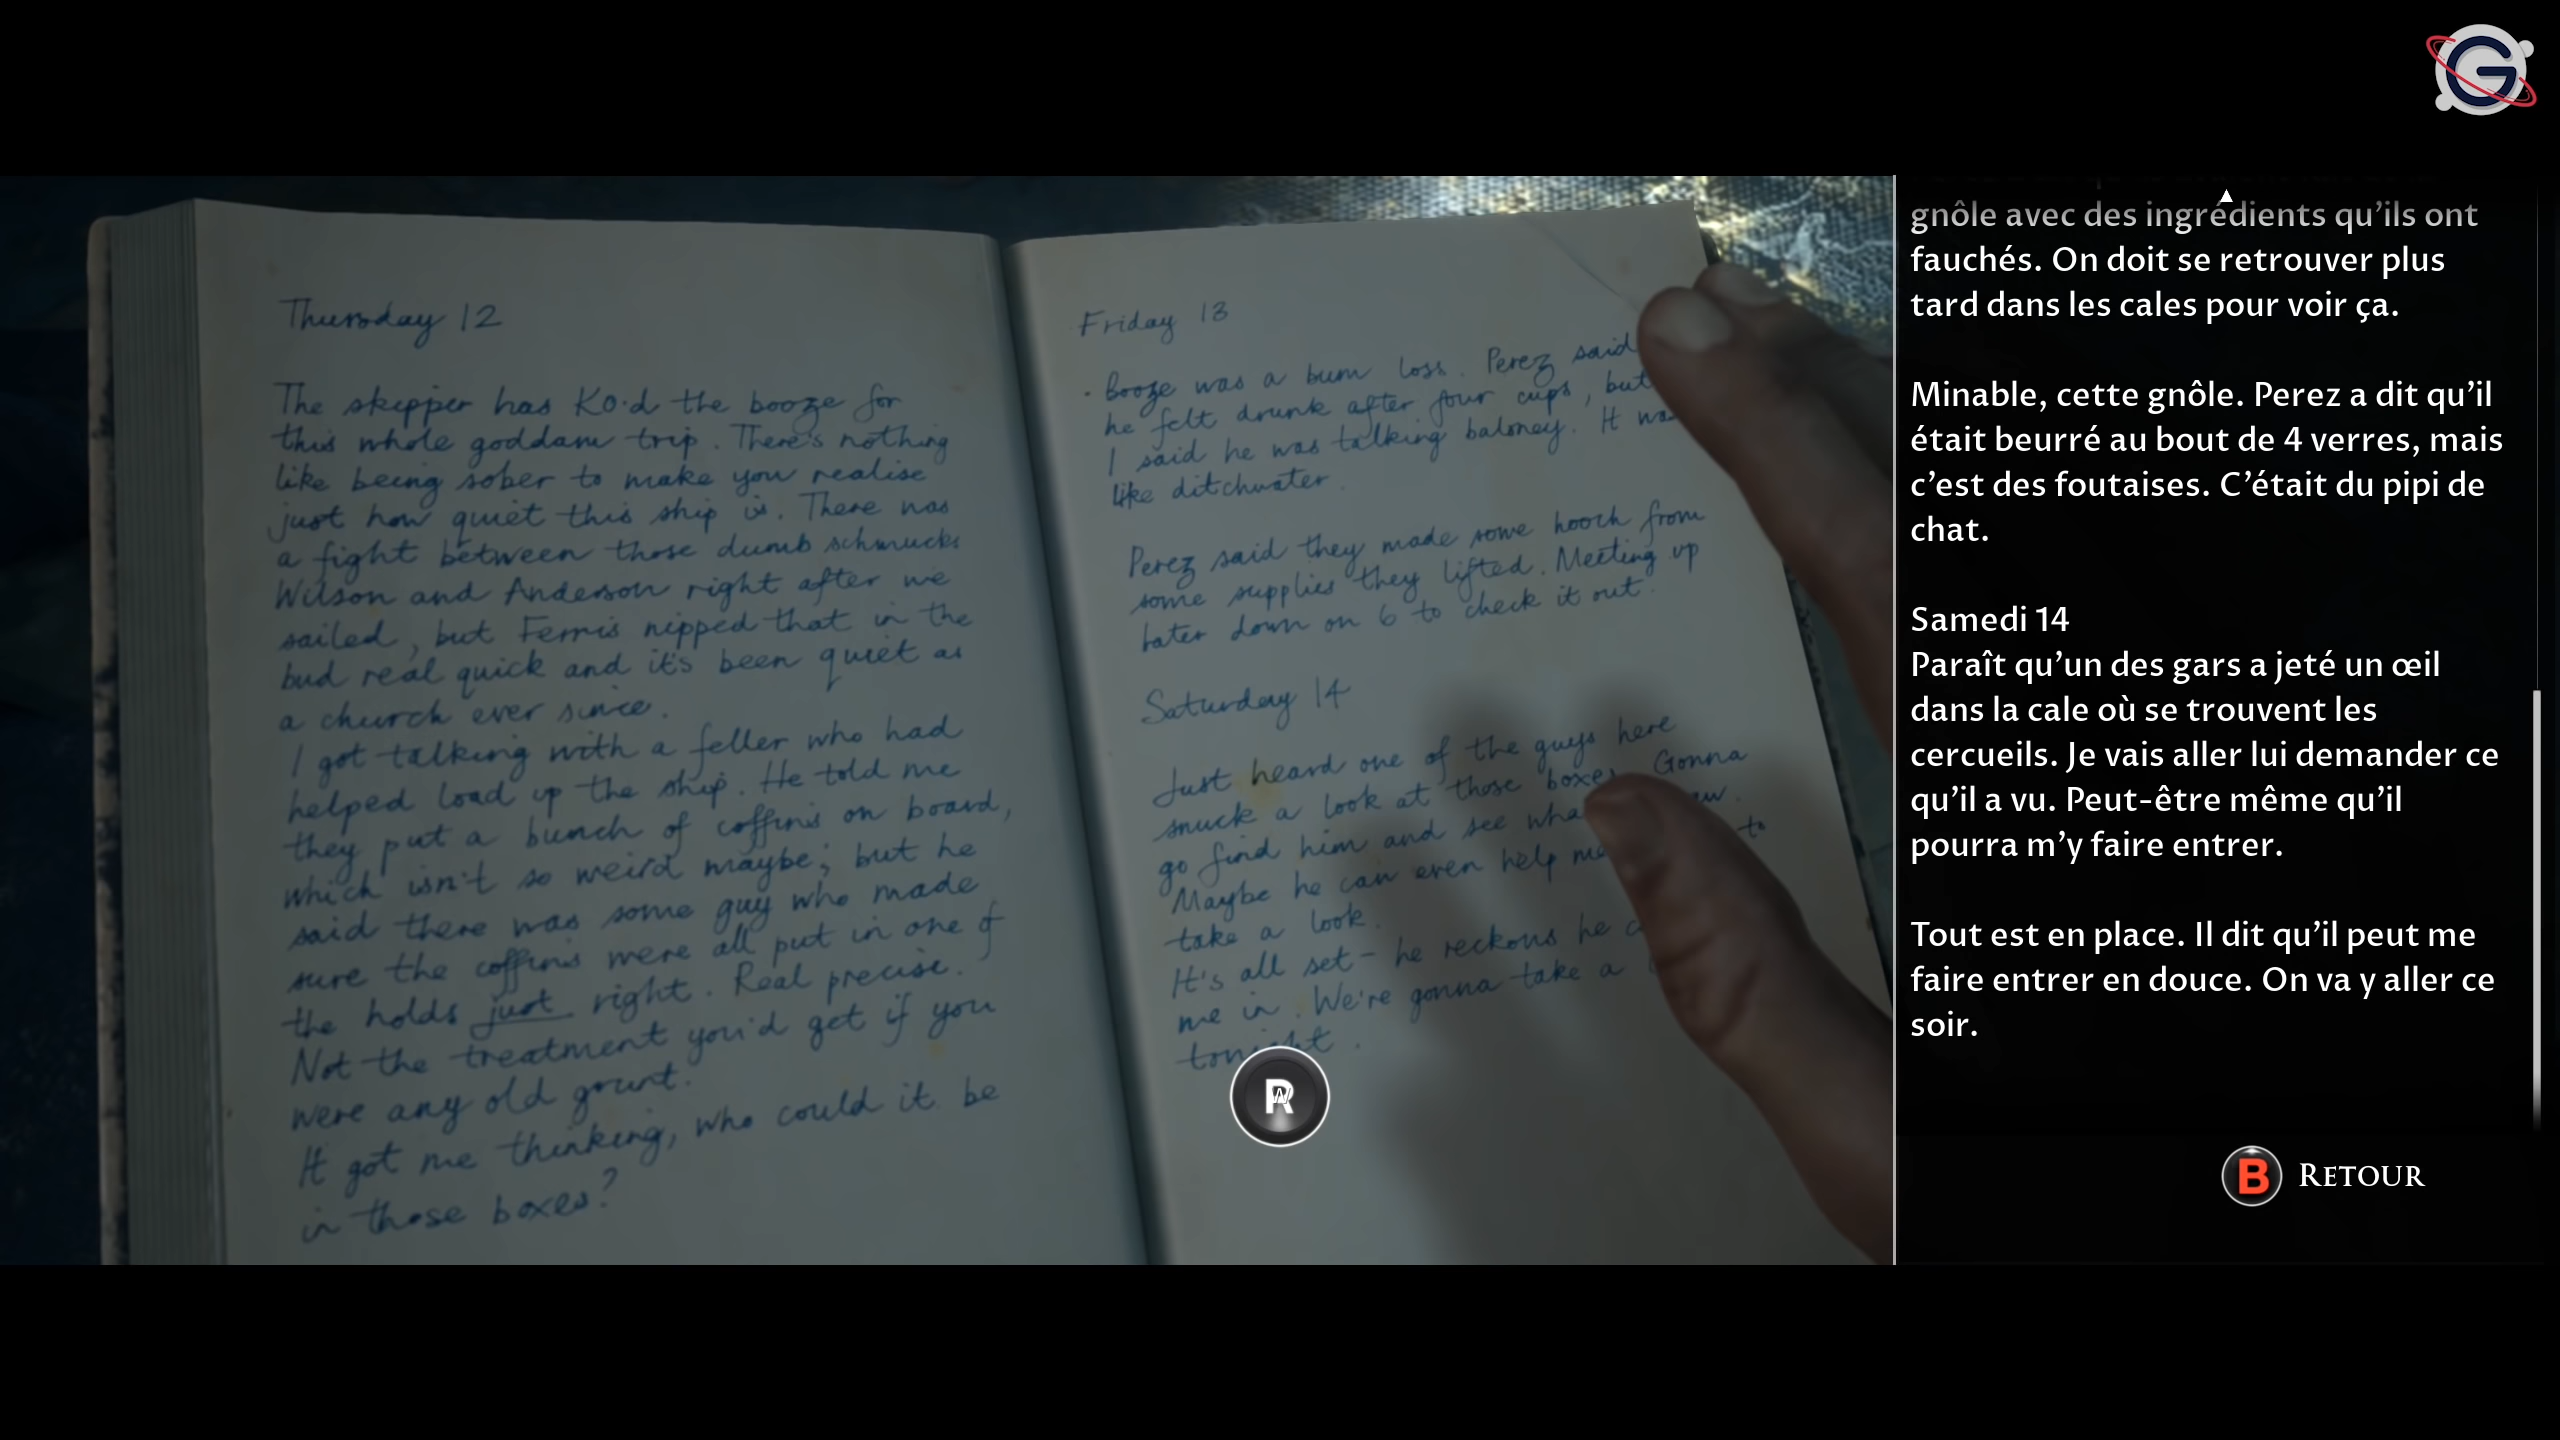 Thursday 12
The skipper has KO'd the booze for
this whole goddam trip. There's nothing
like being sober to make you realise
just how quiet this ship is. There was
a fight between those dumb schmucks
Wilson and Anderson right after we
sailed, but Ferris nipped that in the
bud real quick and it's been quiet as
a church ever since.
I got talking with a feller who had
helped load up the ship. He told me
they put a bunch of coffins on board,
which isn't so weird maybe; but he
said there was some guy who made
sure the coffins were all put in one of
the holds just right. Real precise.
Not the treatment you'd get if you
were any old grunt.
It got me thinking, who could it be
in those boxes?
Friday 13
Booze was a bum loss. Perez said
he felt drunk after four cups, but
I said he was talking baloney. It was
like ditchwater.
Perez said they made some hooch from
some supplies they lifted. Meeting up
later down on 6 to check it out.
Saturday 14
Just heard one of the guys here
snuck a look at those boxes. Gonna
go find him and see
Maybe he can even help me to
take a look.
It's all set - he reckons he
me in. We're gonna take a
tonight.
R
gnôle avec des ingrédients qu'ils ont
fauchés. On doit se retrouver plus
tard dans les cales pour voir ça.
Minable, cette gnôle. Perez a dit qu'il
était beurré au bout de 4 verres, mais
c'est des foutaises. C'était du pipi de
chat.
Samedi 14
Paraît qu'un des gars a jeté un œil
dans la cale où se trouvent les
cercueils. Je vais aller lui demander ce
qu'il a vu. Peut-être même qu'il
pourra m'y faire entrer.
Tout est en place. Il dit qu'il peut me
faire entrer en douce. On va y aller ce
soir.
B RETOUR
G